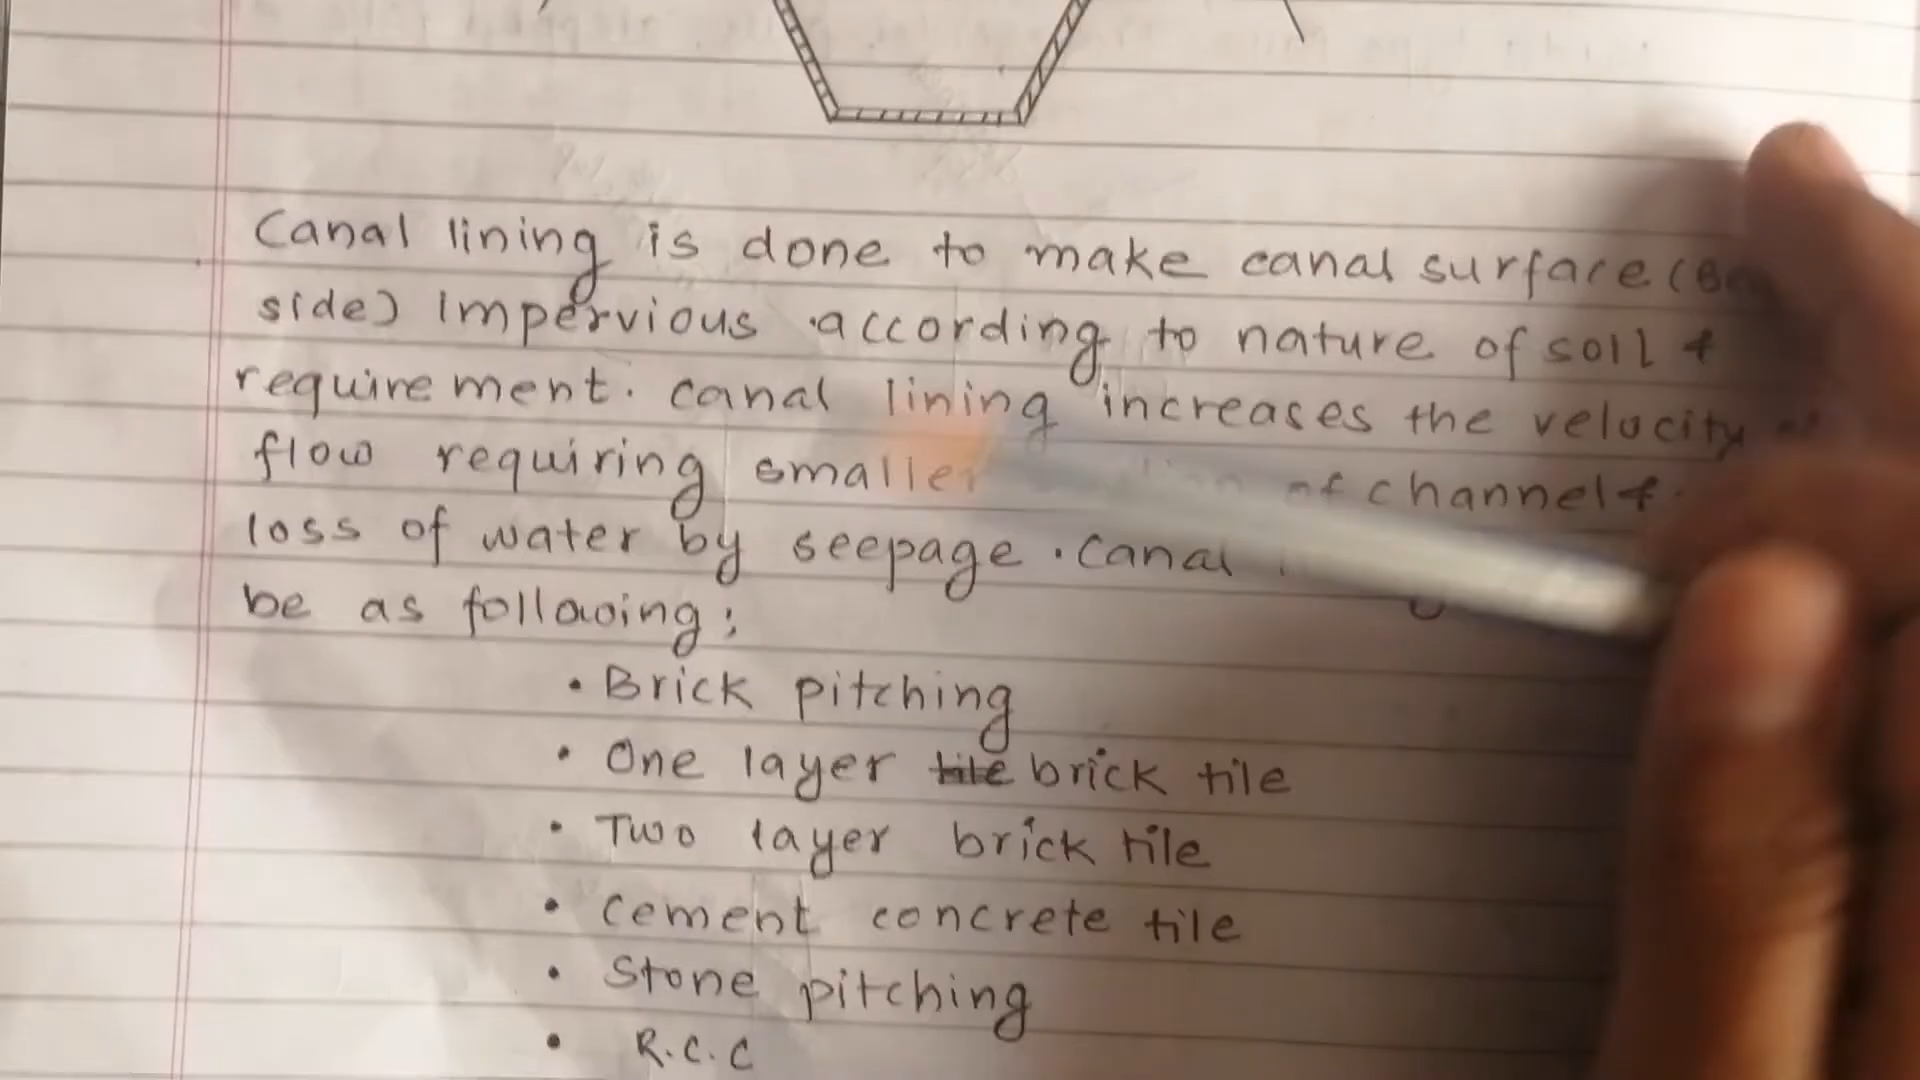 Canal lining is done to make canal surface (
side) Impervious according to nature of soil &
requirement. canal lining increases the velocity
flow requiring smaller of channel &
loss of water by seepage. canal
be as following:
• Brick pitching
• One layer brick tile
• Two layer brick tile
• cement concrete tile
• Stone pitching
• R.C.C